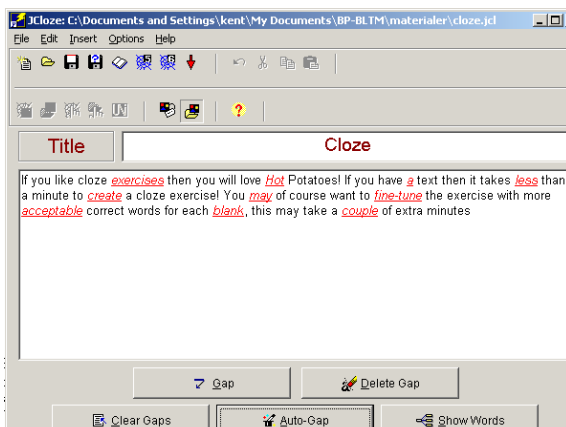 JCloze: C:\Documents and Settings\kent\My Documents\BP-BLTM\materialer\cloze.jcl
File Edit Insert Options Help
UN ?
Title Cloze
If you like cloze exercises then you will love Hot Potatoes! If you have a text then it takes less than
a minute to create a cloze exercise! You may of course want to fine-tune the exercise with more
acceptable correct words for each blank, this may take a couple of extra minutes
Gap Delete Gap
Clear Gaps Auto-Gap Show Words